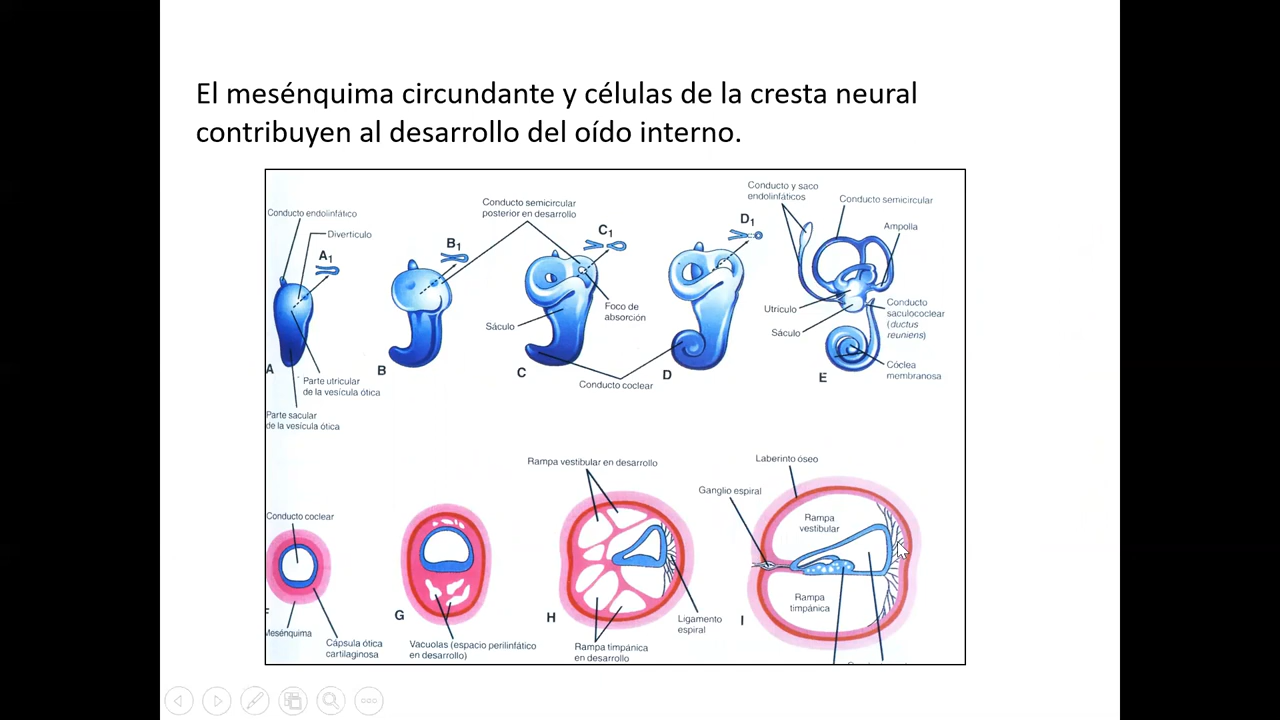 El mesénquima circundante y células de la cresta neural
contribuyen al desarrollo del oído interno.
Conducto endolinfático
Divertículo
A1
B1
Conducto semicircular
posterior en desarrollo
C1
D1
Conducto y saco
endolinfáticos
Conducto semicircular
Ampolla
Foco de
absorción
Sáculo
Utrículo
Sáculo
Conducto
saculococlear
(ductus
reuniens)
Cóclea
membranosa
A
Parte utricular
de la vesícula ótica
Parte sacular
de la vesícula ótica
B
C
Conducto coclear
D
E
Conducto coclear
Mesénquima
Cápsula ótica
cartilaginosa
G
Vacuolas (espacio perilinfático
en desarrollo)
Rampa vestibular en desarrollo
H
Rampa timpánica
en desarrollo
Ligamento
espiral
Laberinto óseo
Ganglio espiral
Rampa
vestibular
Rampa
timpánica
I